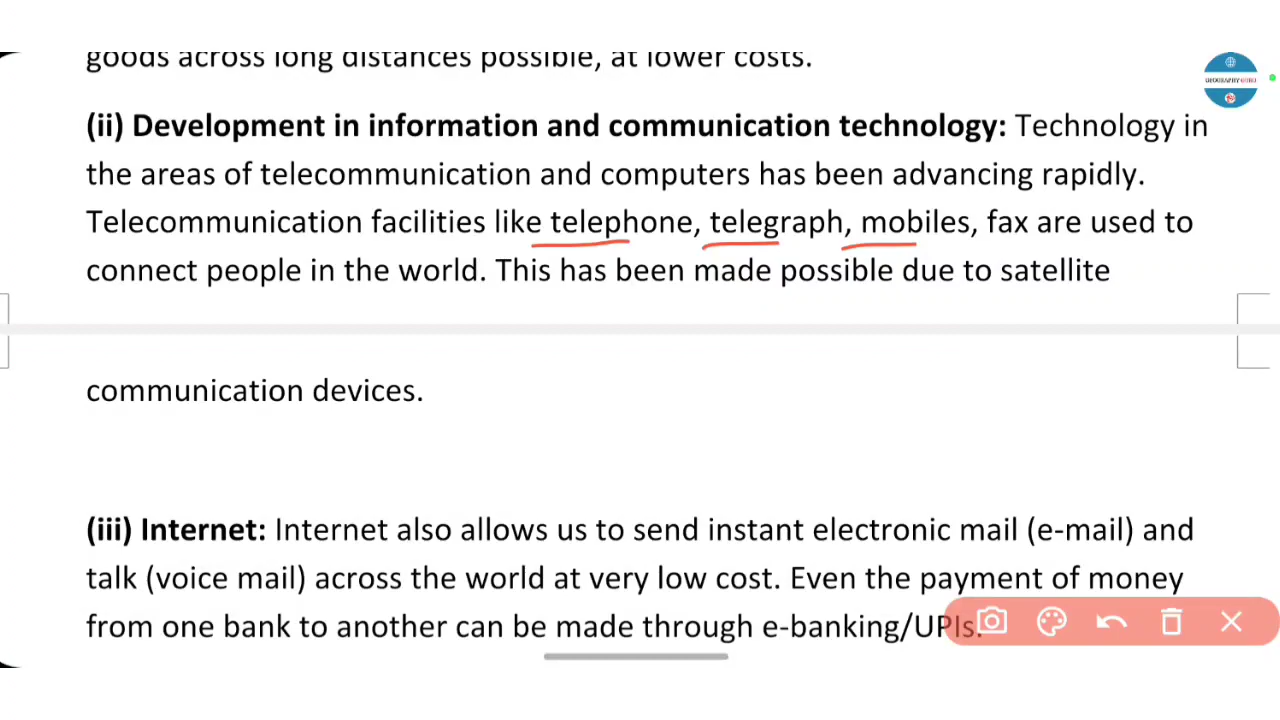 goods across long distances possible, at lower costs.
GEOGRAPHY GURU
(ii) Development in information and communication technology: Technology in
the areas of telecommunication and computers has been advancing rapidly.
Telecommunication facilities like telephone, telegraph, mobiles, fax are used to
connect people in the world. This has been made possible due to satellite
communication devices.
(iii) Internet: Internet also allows us to send instant electronic mail (e-mail) and
talk (voice mail) across the world at very low cost. Even the payment of money
from one bank to another can be made through e-banking/UPIs.